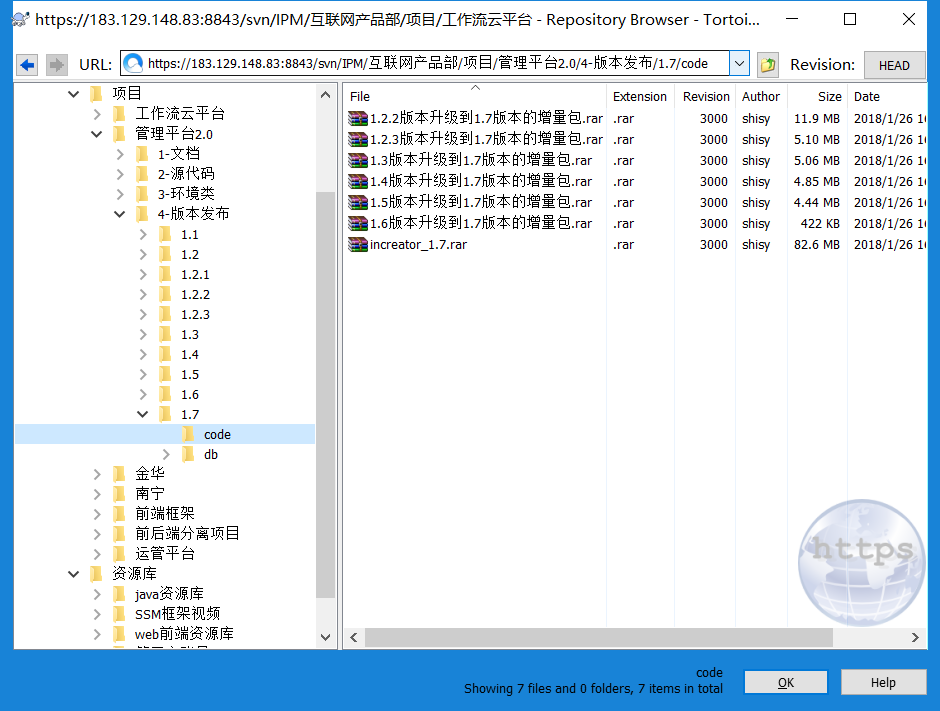 https://183.129.148.83:8843/svn/IPM/互联网产品部/项目/工作流云平台 - Repository Browser - Tortoi...
URL: https://183.129.148.83:8843/svn/IPM/互联网产品部/项目/管理平台2.0/4-版本发布/1.7/code Revision: HEAD
项目
工作流云平台
管理平台2.0
1-文档
2-源代码
3-环境类
4-版本发布
1.1
1.2
1.2.1
1.2.2
1.2.3
1.3
1.4
1.5
1.6
1.7
code
db
金华
南宁
前端框架
前后端分离项目
运管平台
资源库
java资源库
SSM框架视频
web前端资源库
File Extension Revision Author Size Date
1.2.2版本升级到1.7版本的增量包.rar .rar 3000 shisy 11.9 MB 2018/1/26 1
1.2.3版本升级到1.7版本的增量包.rar .rar 3000 shisy 5.10 MB 2018/1/26 1
1.3版本升级到1.7版本的增量包.rar .rar 3000 shisy 5.06 MB 2018/1/26 1
1.4版本升级到1.7版本的增量包.rar .rar 3000 shisy 4.85 MB 2018/1/26 1
1.5版本升级到1.7版本的增量包.rar .rar 3000 shisy 4.44 MB 2018/1/26 1
1.6版本升级到1.7版本的增量包.rar .rar 3000 shisy 422 KB 2018/1/26 1
increator_1.7.rar .rar 3000 shisy 82.6 MB 2018/1/26 1
https
code
Showing 7 files and 0 folders, 7 items in total
OK Help